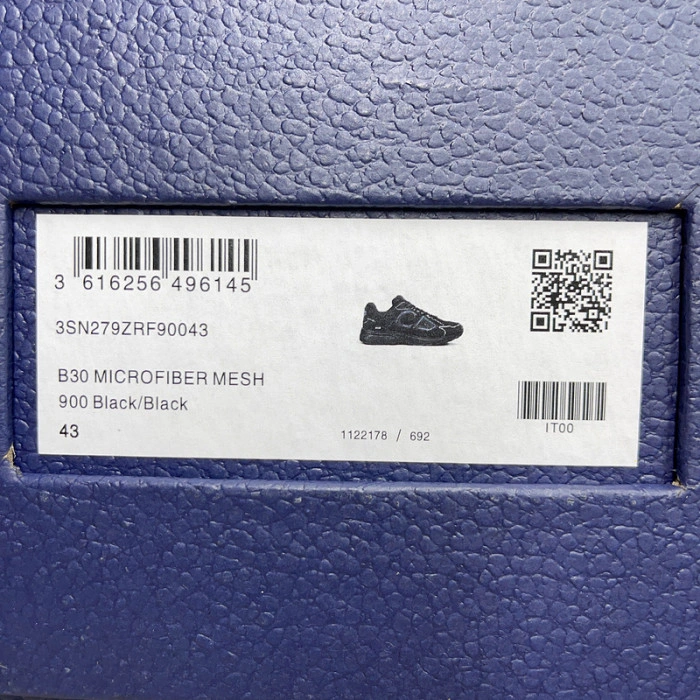 3 616256 496145
3SN279ZRF90043
B30 MICROFIBER MESH
900 Black/Black
43
1122178 / 692
IT00